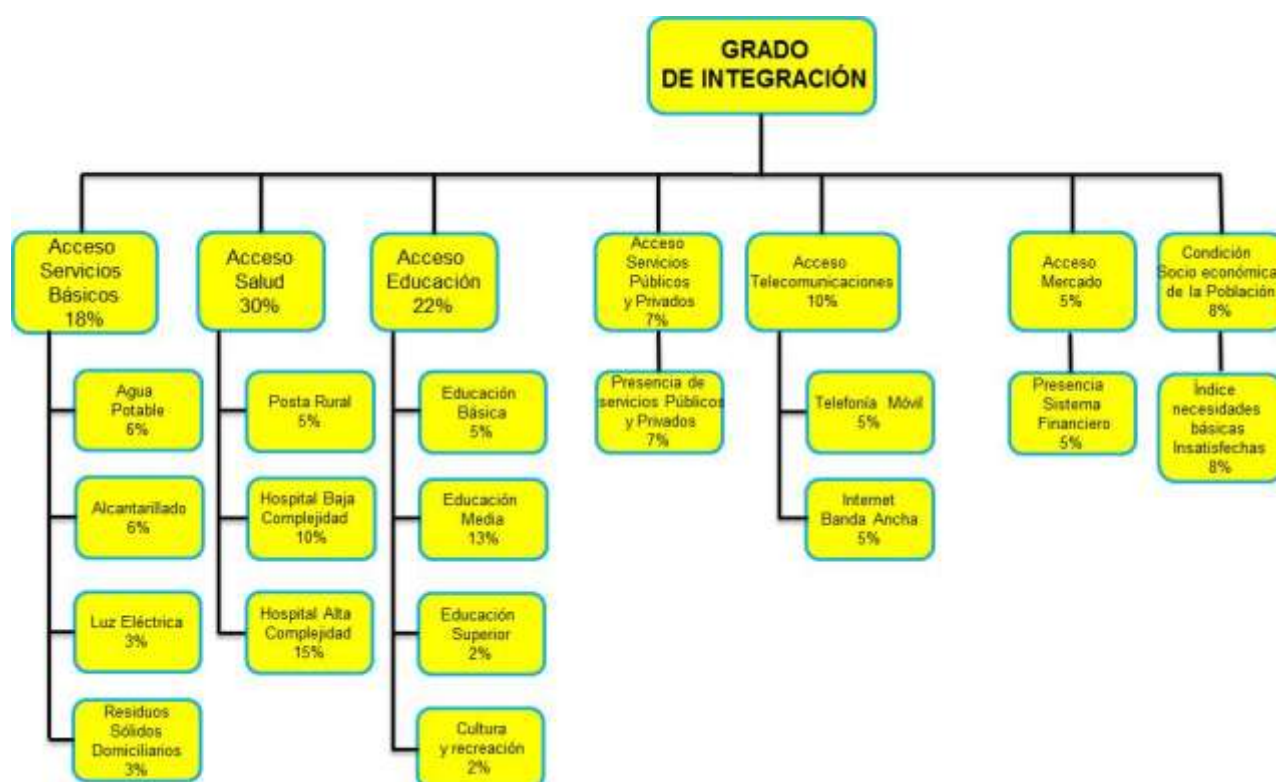 GRADO
DE INTEGRACIÓN
Acceso
Servicios
Básicos
18%
Acceso
Salud
30%
Acceso
Educación
22%
Acceso
Servicios
Públicos
y Privados
7%
Acceso
Telecomunicaciones
10%
Acceso
Mercado
5%
Condición
Socio económica
de la Población
8%
Agua
Potable
6%
Alcantarillado
6%
Luz Eléctrica
3%
Residuos
Sólidos
Domiciliarios
3%
Posta Rural
5%
Hospital Baja
Complejidad
10%
Hospital Alta
Complejidad
15%
Educación
Básica
5%
Educación
Media
13%
Educación
Superior
2%
Cultura
y recreación
2%
Presencia de
servicios Públicos
y Privados
7%
Telefonía Móvil
5%
Internet
Banda Ancha
5%
Presencia
Sistema
Financiero
5%
Índice
necesidades
básicas
Insatisfechas
8%